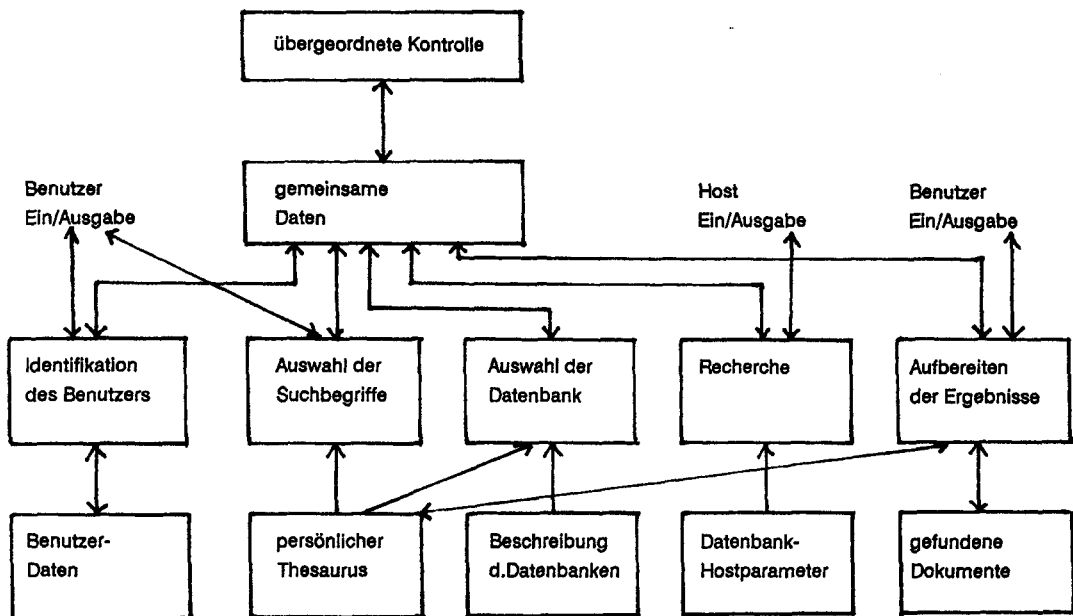 übergeordnete Kontrolle
Benutzer
Ein/Ausgabe
gemeinsame
Daten
Host
Ein/Ausgabe
Benutzer
Ein/Ausgabe
Identifikation
des Benutzers
Auswahl der
Suchbegriffe
Auswahl der
Datenbank
Recherche
Aufbereiten
der Ergebnisse
Benutzer-
Daten
persönlicher
Thesaurus
Beschreibung
d.Datenbanken
Datenbank-
Hostparameter
gefundene
Dokumente